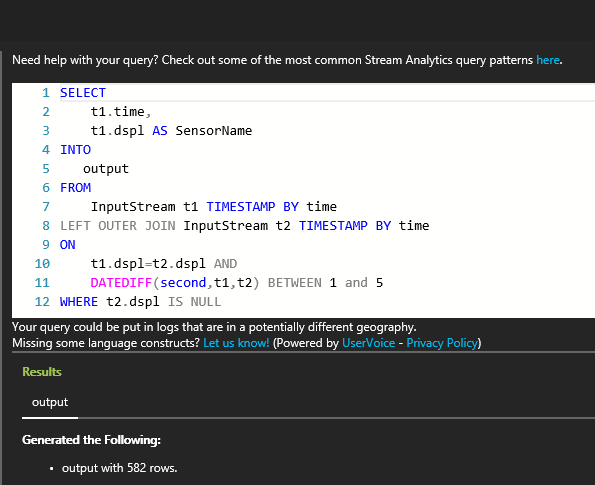 Need help with your query? Check out some of the most common Stream Analytics query patterns here.
1 SELECT
2     t1.time,
3     t1.dspl AS SensorName
4 INTO
5    output
6 FROM
7     InputStream t1 TIMESTAMP BY time
8 LEFT OUTER JOIN InputStream t2 TIMESTAMP BY time
9 ON
10     t1.dspl=t2.dspl AND
11     DATEDIFF(second,t1,t2) BETWEEN 1 and 5
12 WHERE t2.dspl IS NULL
Your query could be put in logs that are in a potentially different geography.
Missing some language constructs? Let us know! (Powered by UserVoice - Privacy Policy)
Results
output
Generated the Following:
• output with 582 rows.